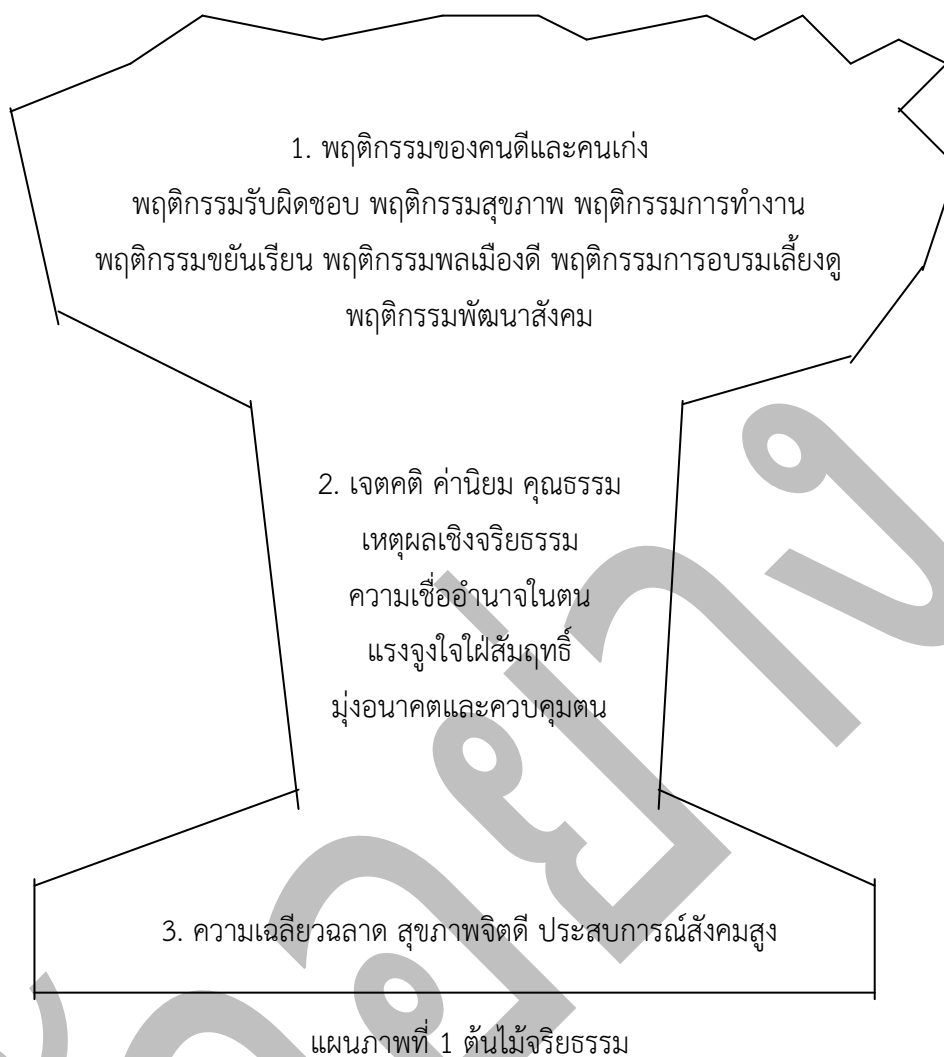 1. พฤติกรรมของคนดีและคนเก่ง
พฤติกรรมรับผิดชอบ พฤติกรรมสุขภาพ พฤติกรรมการทำงาน
พฤติกรรมขยันเรียน พฤติกรรมพลเมืองดี พฤติกรรมการอบรมเลี้ยงดู
พฤติกรรมพัฒนาสังคม
2. เจตคติ ค่านิยม คุณธรรม
เหตุผลเชิงจริยธรรม
ความเชื่ออำนาจในตน
แรงจูงใจใฝ่สัมฤทธิ์
มุ่งอนาคตและควบคุมตน
3. ความเฉลียวฉลาด สุขภาพจิตดี ประสบการณ์สังคมสูง
แผนภาพที่ 1 ต้นไม้จริยธรรม